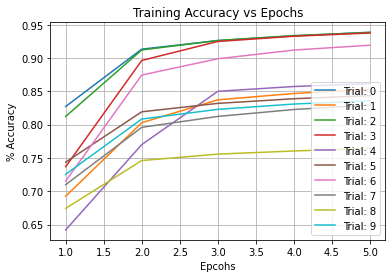 Training Accuracy vs Epochs
0.95
0.90
0.85
0.80
0.75
0.70
0.65
% Accuracy
Trial: 0
Trial: 1
Trial: 2
Trial: 3
Trial: 4
Trial: 5
Trial: 6
Trial: 7
Trial: 8
Trial: 9
1.0 1.5 2.0 2.5 3.0 3.5 4.0 4.5 5.0
Epcohs